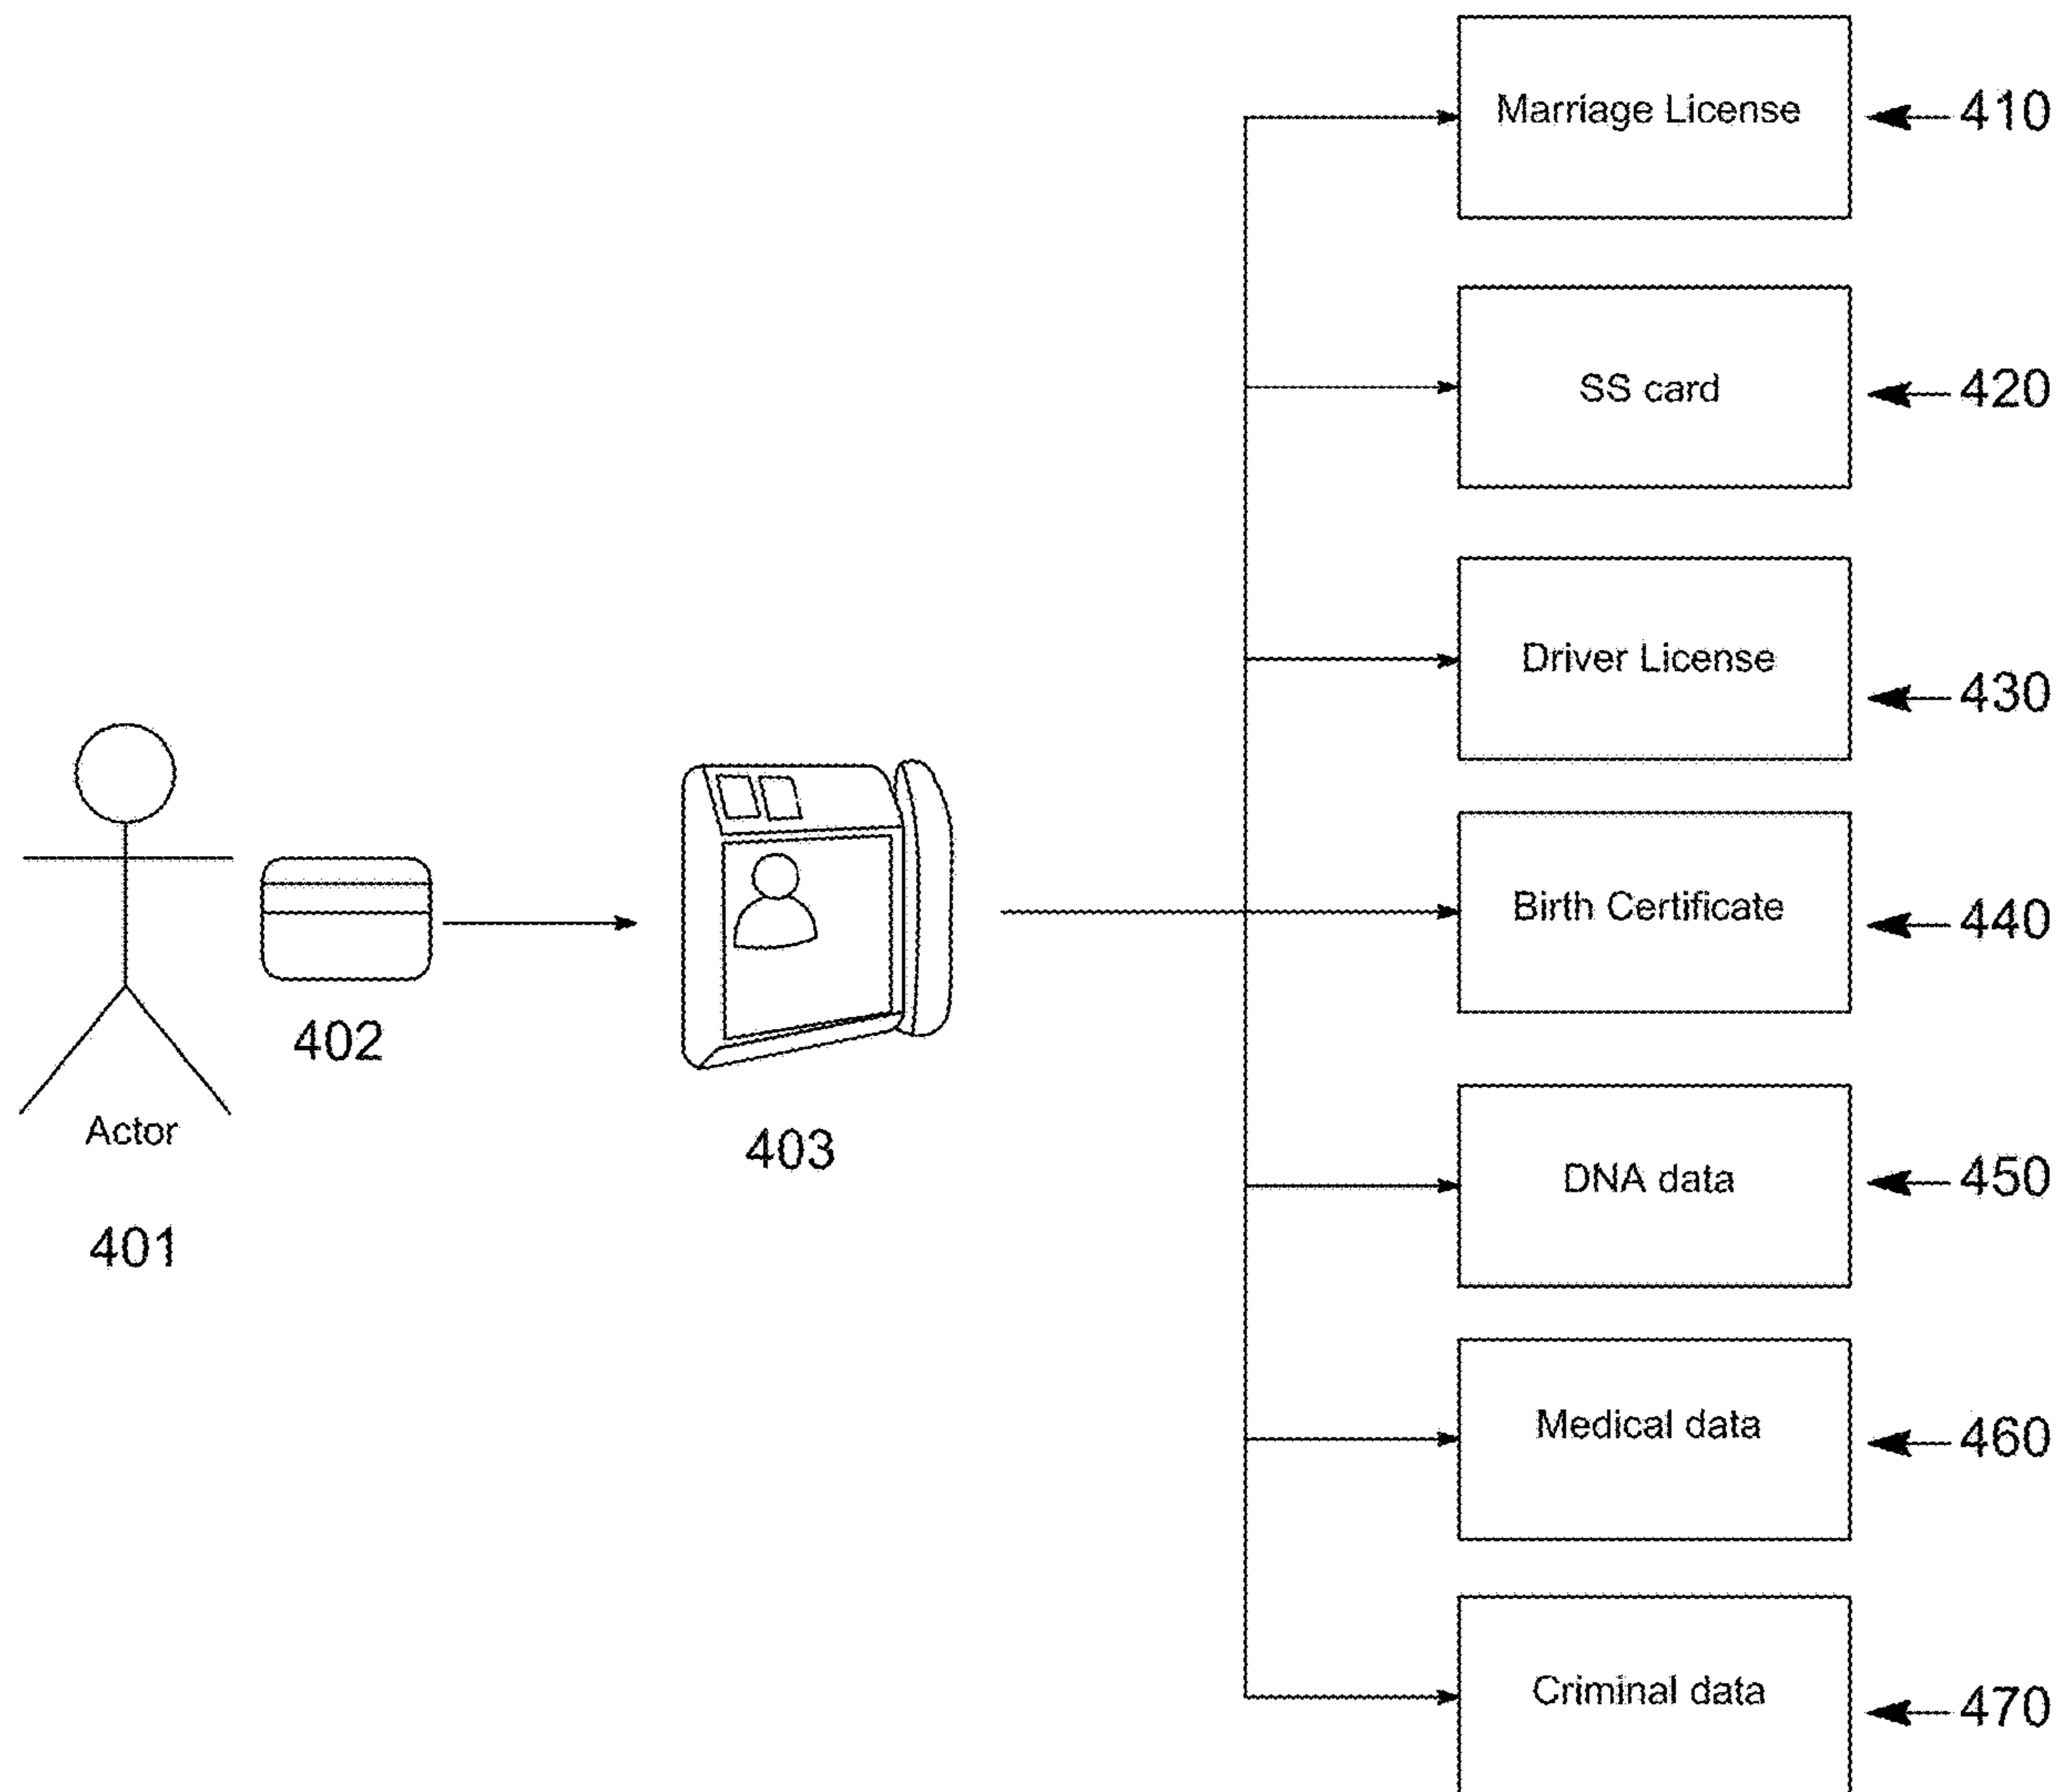 Marriage License
410
SS card
420
Driver License
430
Birth Certificate
440
402
Actor
403
DNA data
450
401
Medical data
460
Criminal data
470